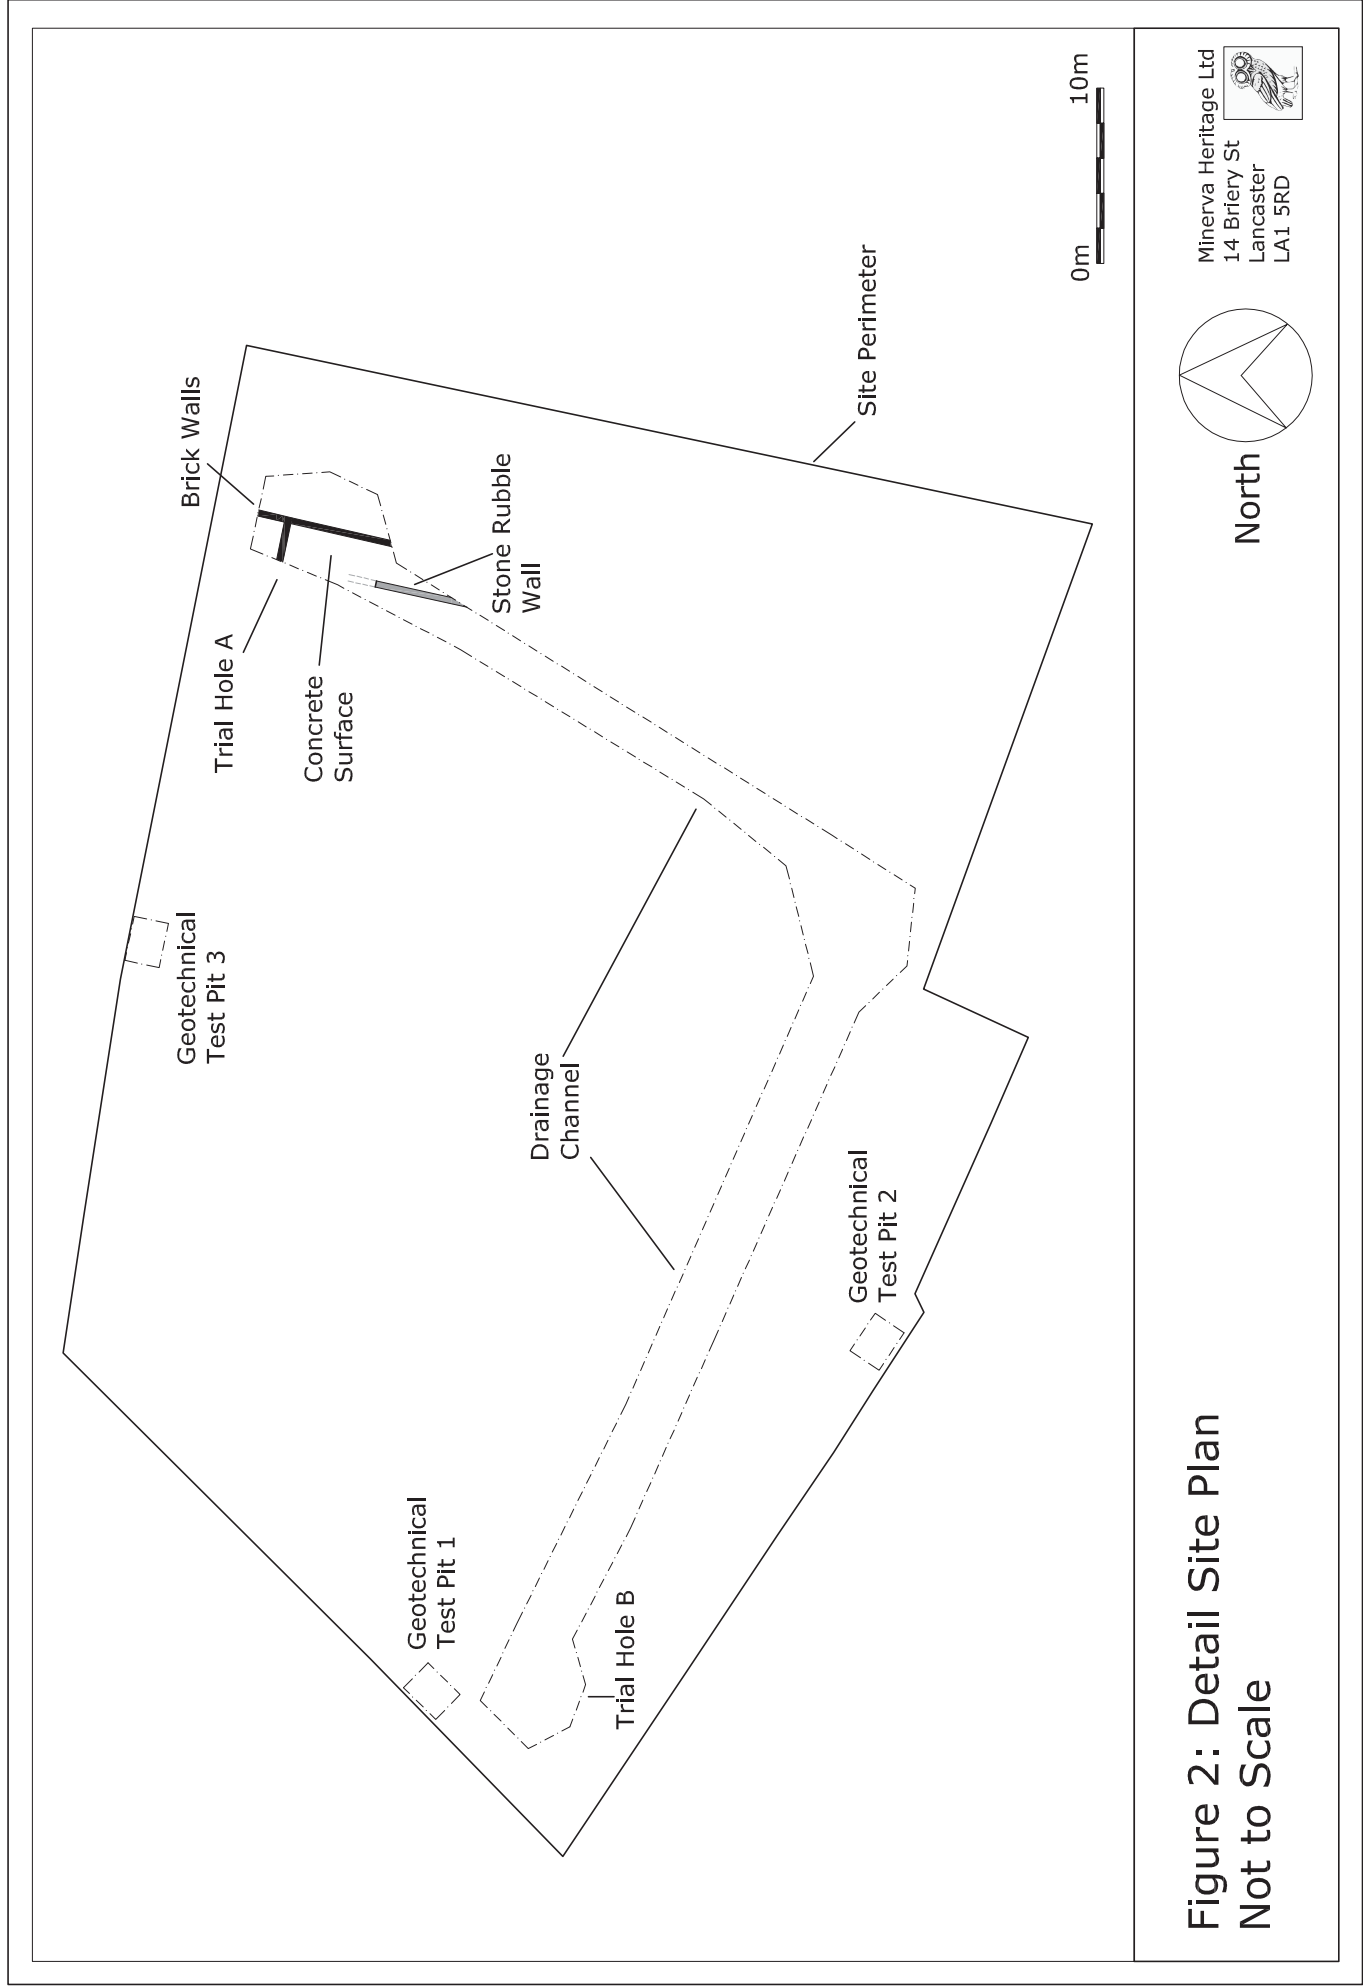 Brick Walls
Trial Hole A
Concrete
Surface
Stone Rubble
Wall
Geotechnical
Test Pit 3
Drainage
Channel
Geotechnical
Test Pit 1
Trial Hole B
Geotechnical
Test Pit 2
Site Perimeter
0m
10m
Figure 2: Detail Site Plan
Not to Scale
North
Minerva Heritage Ltd
14 Briery St
Lancaster
LA1 5RD